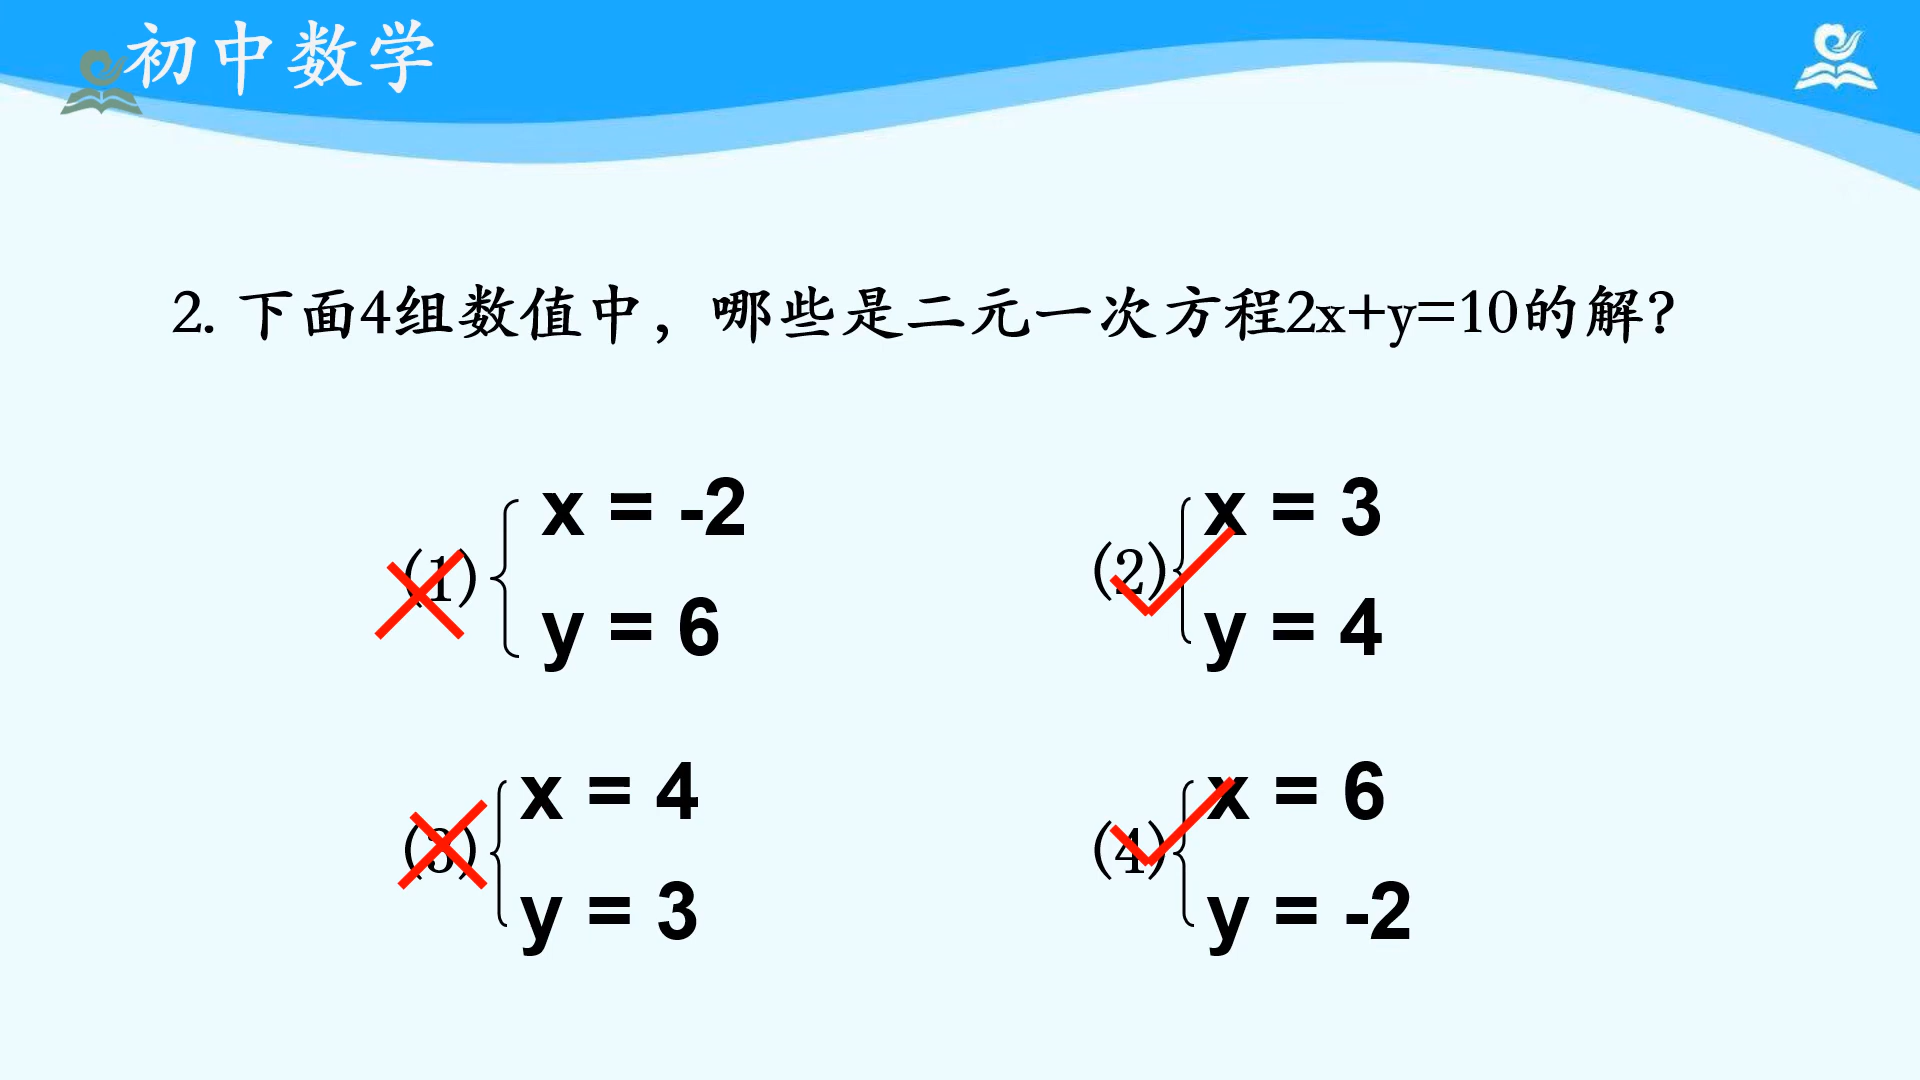 初中数学
2. 下面4组数值中，哪些是二元一次方程2x+y=10的解?
x = -2
(1)
y = 6
x = 3
(2)
y = 4
x = 4
(3)
y = 3
x = 6
(4)
y = -2